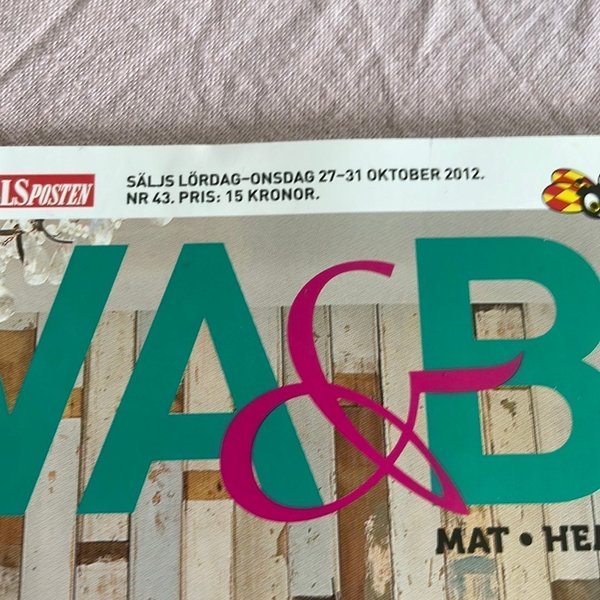 LSPOSTEN
SÄLJS LÖRDAG–ONSDAG 27–31 OKTOBER 2012.
NR 43. PRIS: 15 KRONOR.
VA&B
MAT • HE